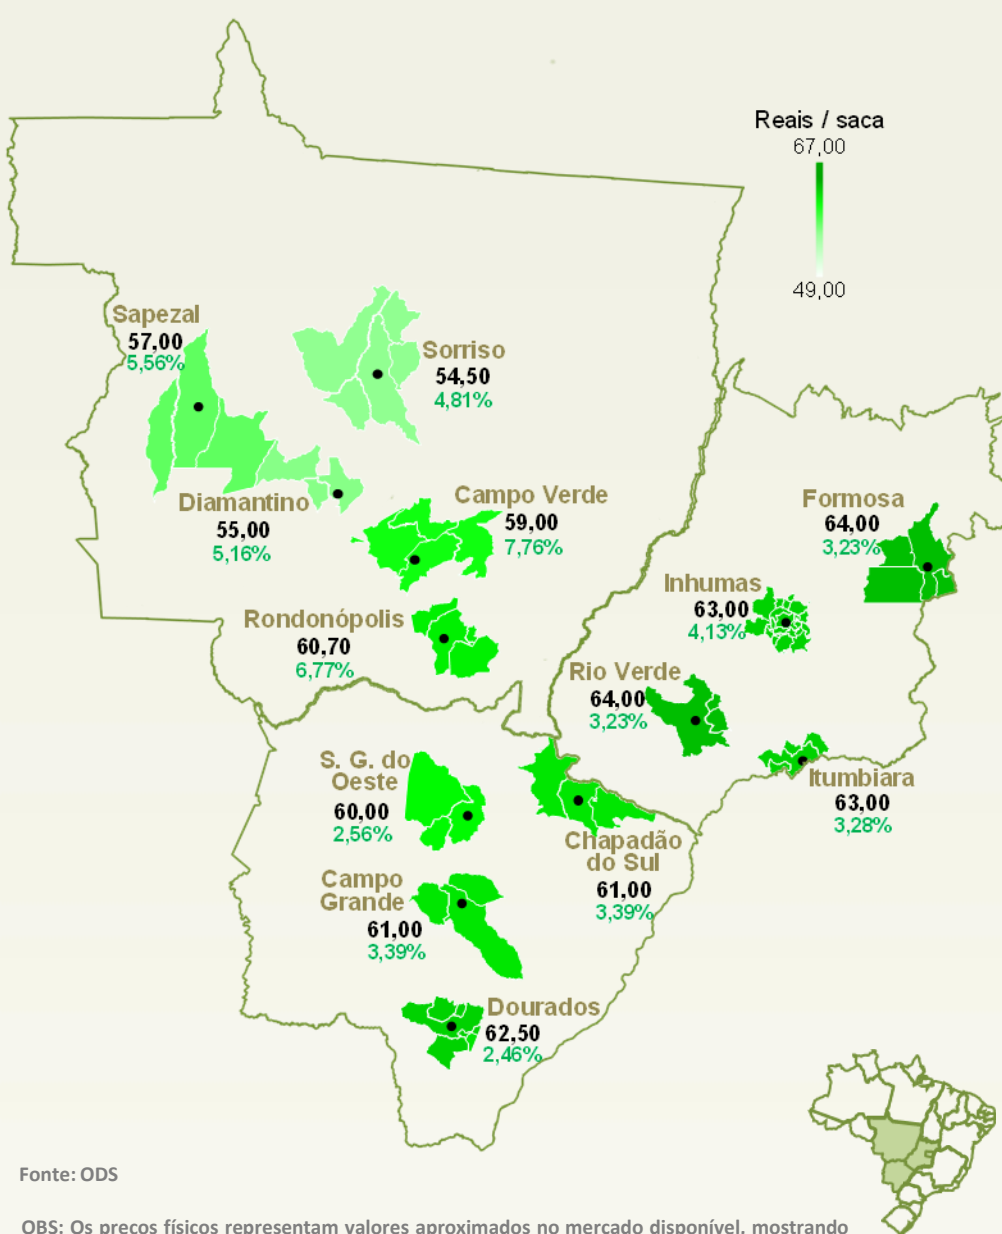 Reais / saca
67,00
49,00
Sapezal
57,00
5,56%
Sorriso
54,50
4,81%
Diamantino
55,00
5,16%
Campo Verde
59,00
7,76%
Formosa
64,00
3,23%
Inhumas
63,00
4,13%
Rondonópolis
60,70
6,77%
Rio Verde
64,00
3,23%
S. G. do
Oeste
60,00
2,56%
Itumbiara
63,00
3,28%
Chapadão
do Sul
61,00
3,39%
Campo
Grande
61,00
3,39%
Dourados
62,50
2,46%
Fonte: ODS
OBS: Os preços físicos representam valores aproximados no mercado disponível, mostrando